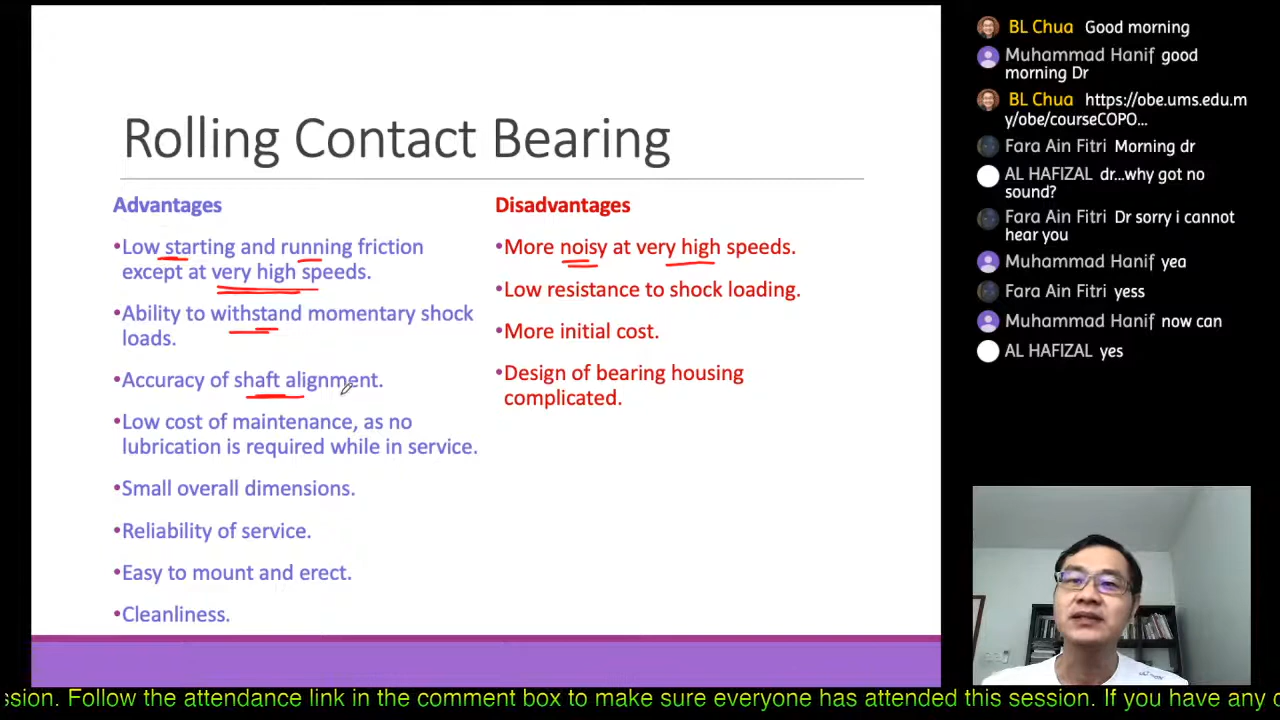 Rolling Contact Bearing
Advantages
•Low starting and running friction
except at very high speeds.
•Ability to withstand momentary shock
loads.
•Accuracy of shaft alignment.
•Low cost of maintenance, as no
lubrication is required while in service.
•Small overall dimensions.
•Reliability of service.
•Easy to mount and erect.
•Cleanliness.
Disadvantages
•More noisy at very high speeds.
•Low resistance to shock loading.
•More initial cost.
•Design of bearing housing
complicated.
BL Chua Good morning
Muhammad Hanif good
morning Dr
BL Chua https://obe.ums.edu.m
y/obe/courseCOPO...
Fara Ain Fitri Morning dr
AL HAFIZAL dr...why got no
sound?
Fara Ain Fitri Dr sorry i cannot
hear you
Muhammad Hanif yea
Fara Ain Fitri yess
Muhammad Hanif now can
AL HAFIZAL yes
ssion. Follow the attendance link in the comment box to make sure everyone has attended this session. If you have any